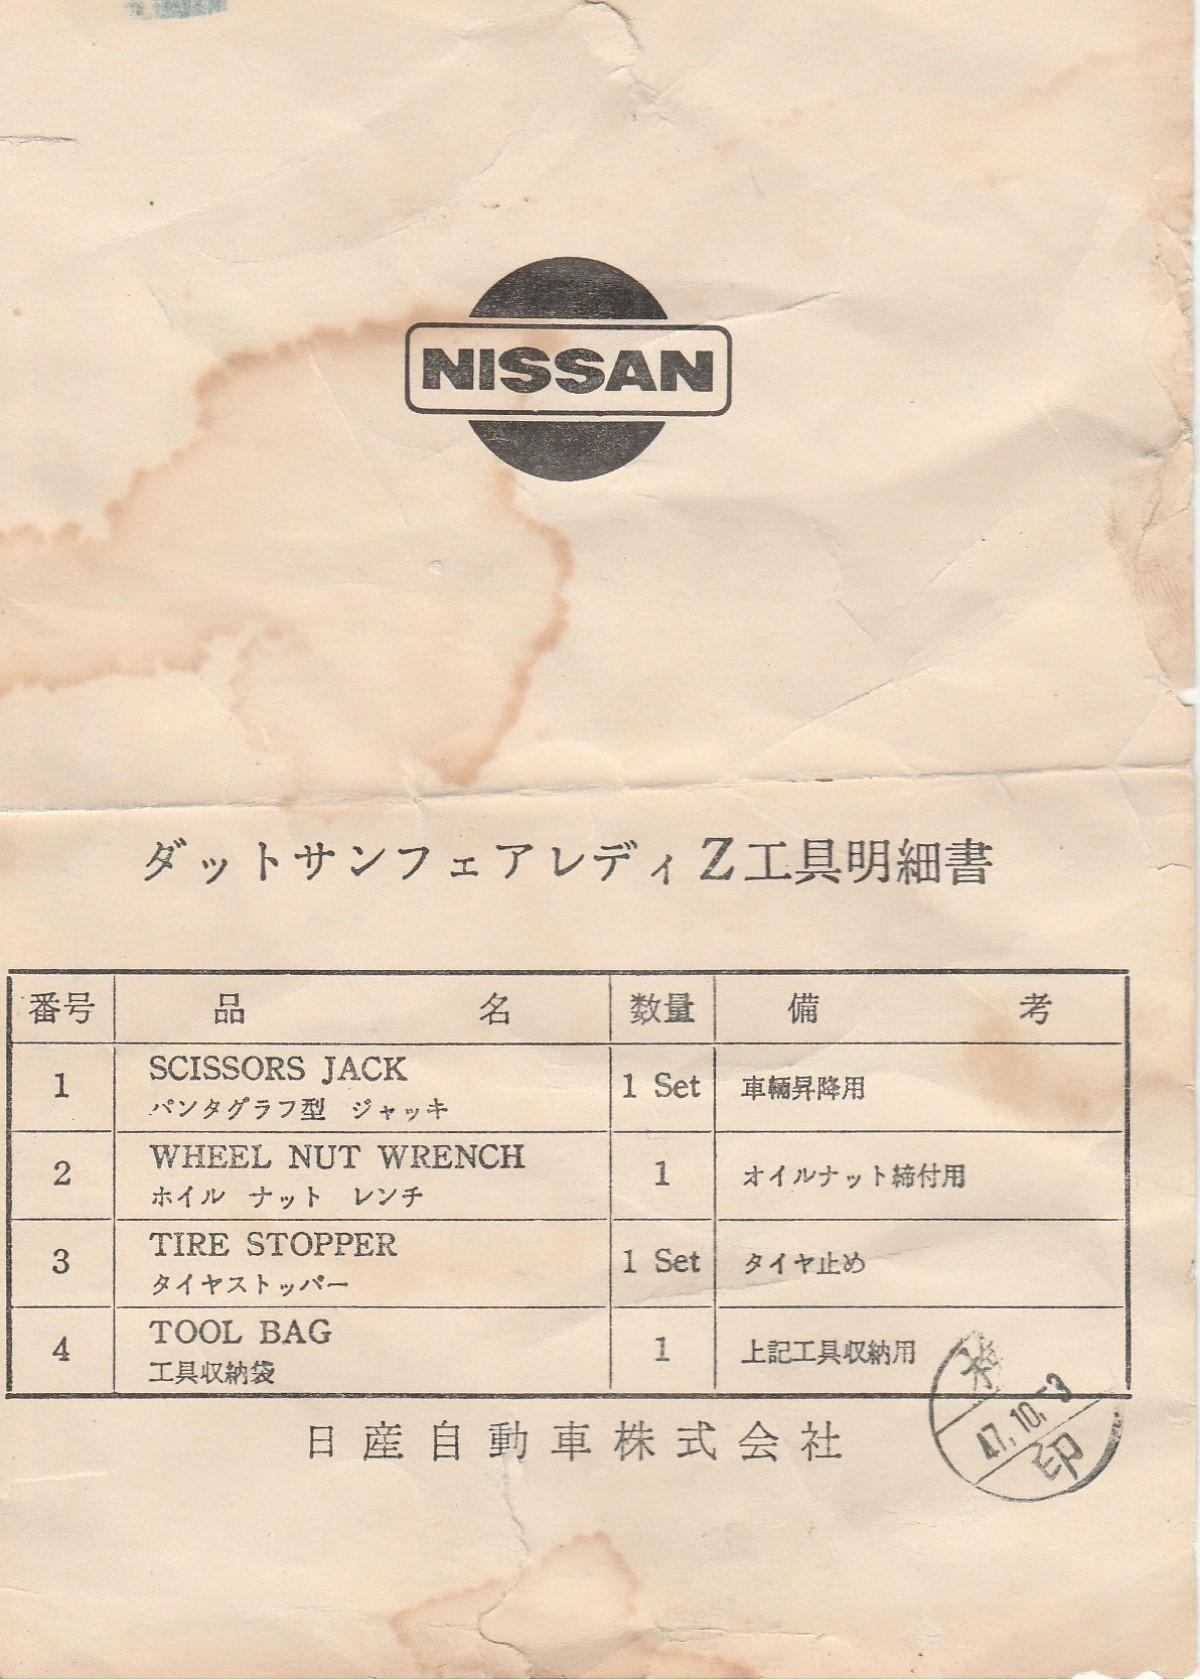 NISSAN
ダットサンフェアレディZ工具明細書
番号 品名 数量 備考
1 SCISSORS JACK 1 Set 車輛昇降用
パンタグラフ型 ジャッキ
2 WHEEL NUT WRENCH 1 オイルナット締付用
ホイル ナット レンチ
3 TIRE STOPPER 1 Set タイヤ止め
タイヤストッパー
4 TOOL BAG 1 上記工具収納用
工具収納袋
日産自動車株式会社
47.10.-3
印